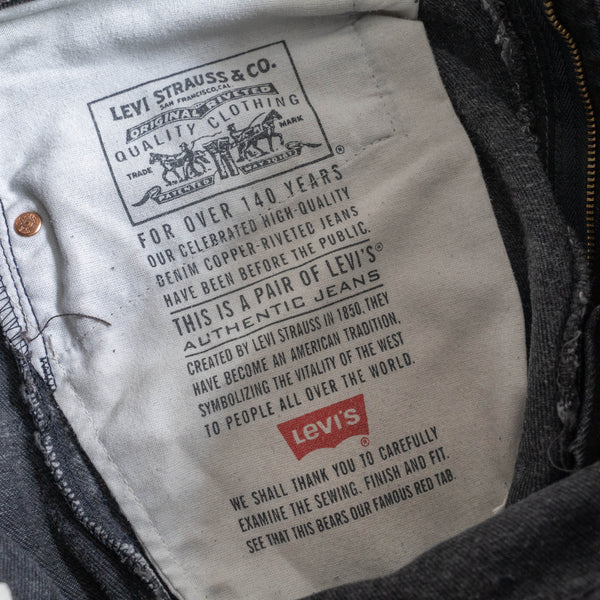 LEVI STRAUSS & CO.
SAN FRANCISCO, CAL
ORIGINAL RIVETED
QUALITY CLOTHING
TRADE MARK
PATENTED
®
FOR OVER 140 YEARS
OUR CELEBRATED HIGH-QUALITY
DENIM COPPER-RIVETED JEANS
HAVE BEEN BEFORE THE PUBLIC.
THIS IS A PAIR OF LEVI'S®
AUTHENTIC JEANS
CREATED BY LEVI STRAUSS IN 1850, THEY
HAVE BECOME AN AMERICAN TRADITION,
SYMBOLIZING THE VITALITY OF THE WEST
TO PEOPLE ALL OVER THE WORLD.
Levi's
®
WE SHALL THANK YOU TO CAREFULLY
EXAMINE THE SEWING, FINISH AND FIT.
SEE THAT THIS BEARS OUR FAMOUS RED TAB.